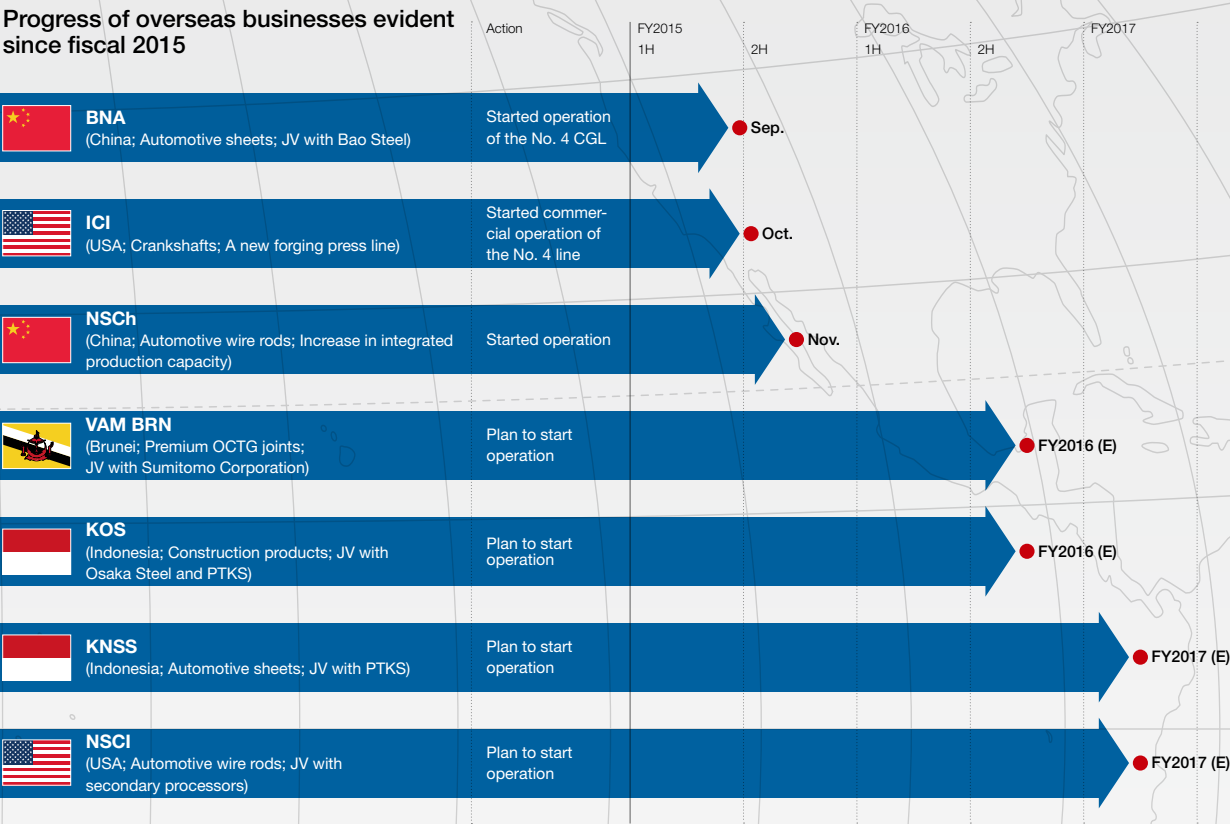 Progress of overseas businesses evident
since fiscal 2015
Action
FY2015
FY2016
FY2017
1H
2H
1H
2H
BNA
(China; Automotive sheets; JV with Bao Steel)
Started operation
of the No. 4 CGL
Sep.
ICI
(USA; Crankshafts; A new forging press line)
Started commer-
cial operation of
the No. 4 line
Oct.
NSCh
(China; Automotive wire rods; Increase in integrated
production capacity)
Started operation
Nov.
VAM BRN
(Brunei; Premium OCTG joints;
JV with Sumitomo Corporation)
Plan to start
operation
FY2016 (E)
KOS
(Indonesia; Construction products; JV with
Osaka Steel and PTKS)
Plan to start
operation
FY2016 (E)
KNSS
(Indonesia; Automotive sheets; JV with PTKS)
Plan to start
operation
FY2017 (E)
NSCI
(USA; Automotive wire rods; JV with
secondary processors)
Plan to start
operation
FY2017 (E)